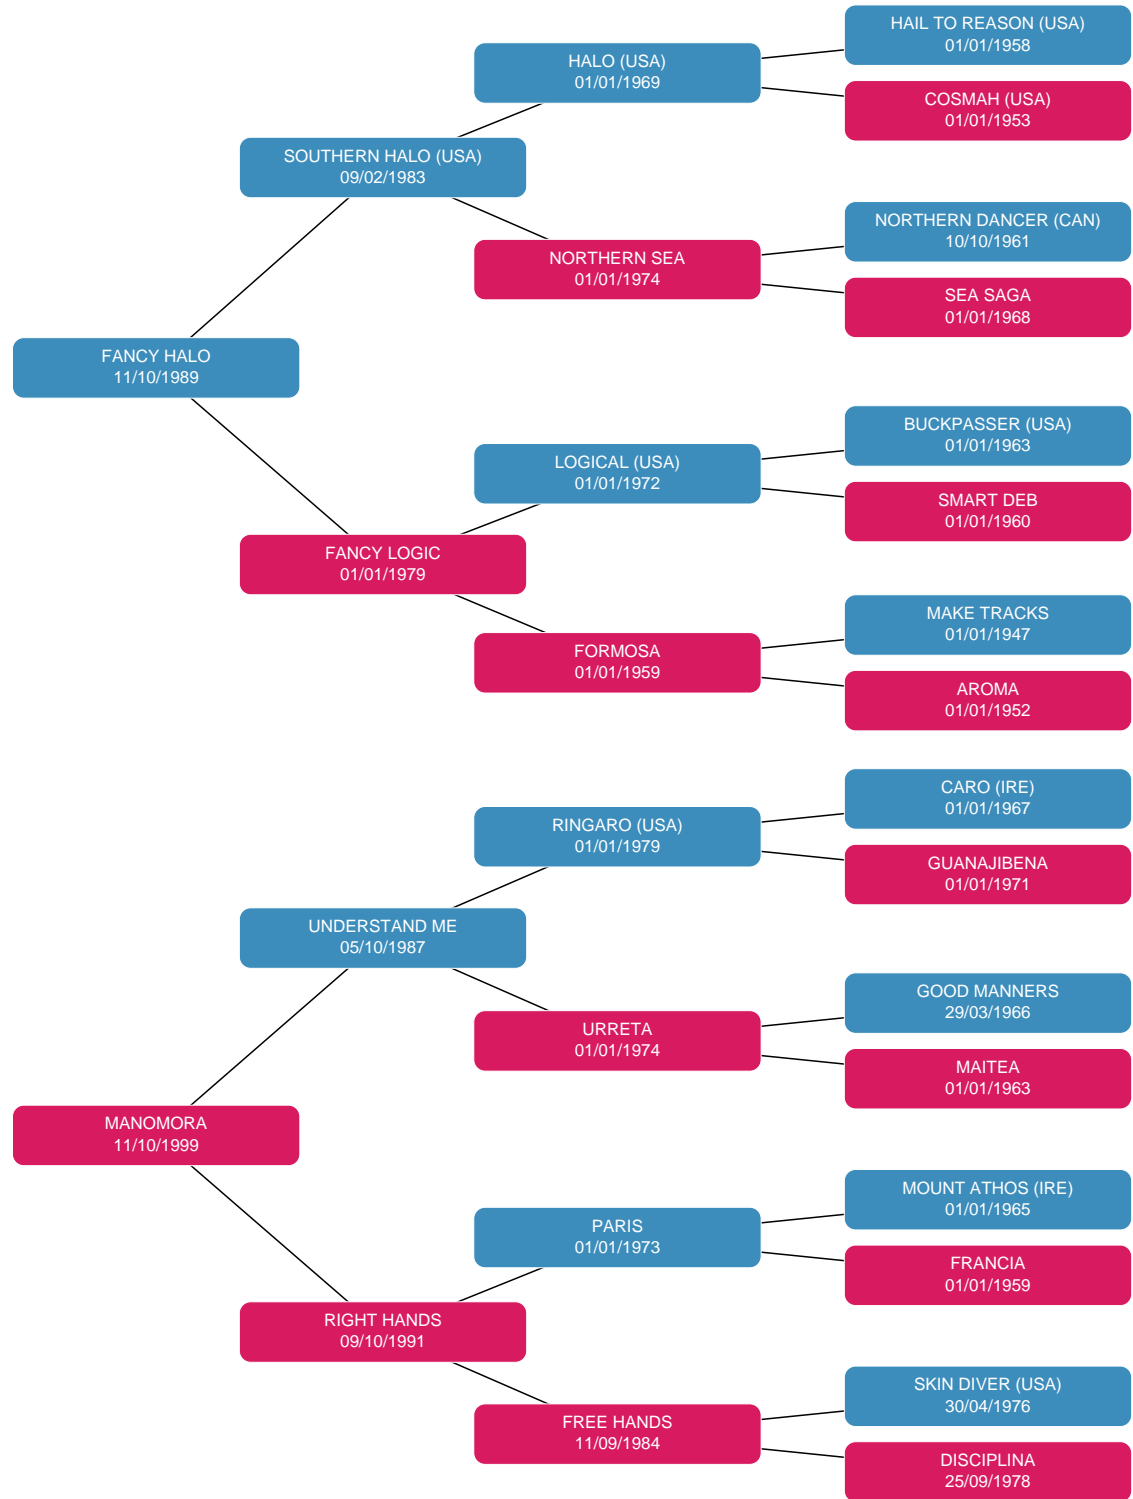 HAIL TO REASON (USA)
01/01/1958
HALO (USA)
01/01/1969
COSMAH (USA)
01/01/1953
SOUTHERN HALO (USA)
09/02/1983
NORTHERN DANCER (CAN)
10/10/1961
NORTHERN SEA
01/01/1974
SEA SAGA
01/01/1968
FANCY HALO
11/10/1989
BUCKPASSER (USA)
01/01/1963
LOGICAL (USA)
01/01/1972
SMART DEB
01/01/1960
FANCY LOGIC
01/01/1979
MAKE TRACKS
01/01/1947
FORMOSA
01/01/1959
AROMA
01/01/1952
CARO (IRE)
01/01/1967
RINGARO (USA)
01/01/1979
GUANAJIBENA
01/01/1971
UNDERSTAND ME
05/10/1987
GOOD MANNERS
29/03/1966
URRETA
01/01/1974
MAITEA
01/01/1963
MANOMORA
11/10/1999
MOUNT ATHOS (IRE)
01/01/1965
PARIS
01/01/1973
FRANCIA
01/01/1959
RIGHT HANDS
09/10/1991
SKIN DIVER (USA)
30/04/1976
FREE HANDS
11/09/1984
DISCIPLINA
25/09/1978